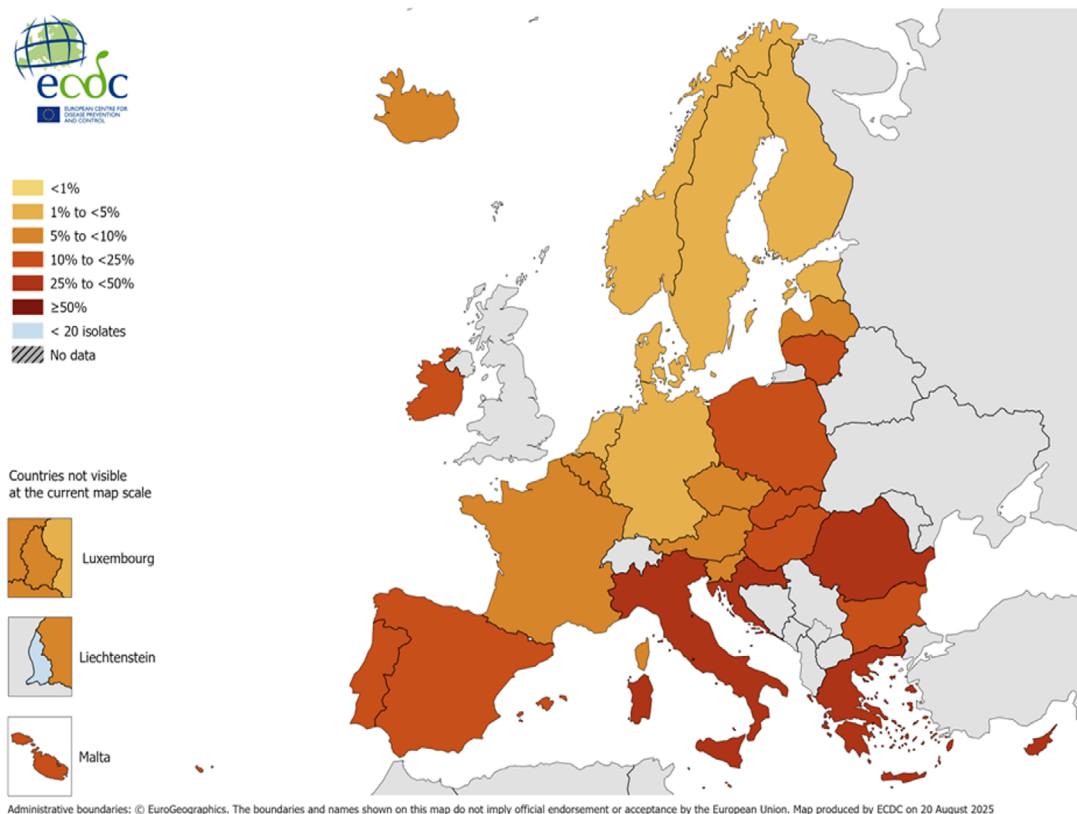 ecdc
EUROPEAN CENTRE FOR
DISEASE PREVENTION
AND CONTROL
<1%
1% to <5%
5% to <10%
10% to <25%
25% to <50%
≥50%
< 20 isolates
No data
Countries not visible
at the current map scale
Luxembourg
Liechtenstein
Malta
Administrative boundaries: © EuroGeographics. The boundaries and names shown on this map do not imply official endorsement or acceptance by the European Union. Map produced by ECDC on 20 August 2025